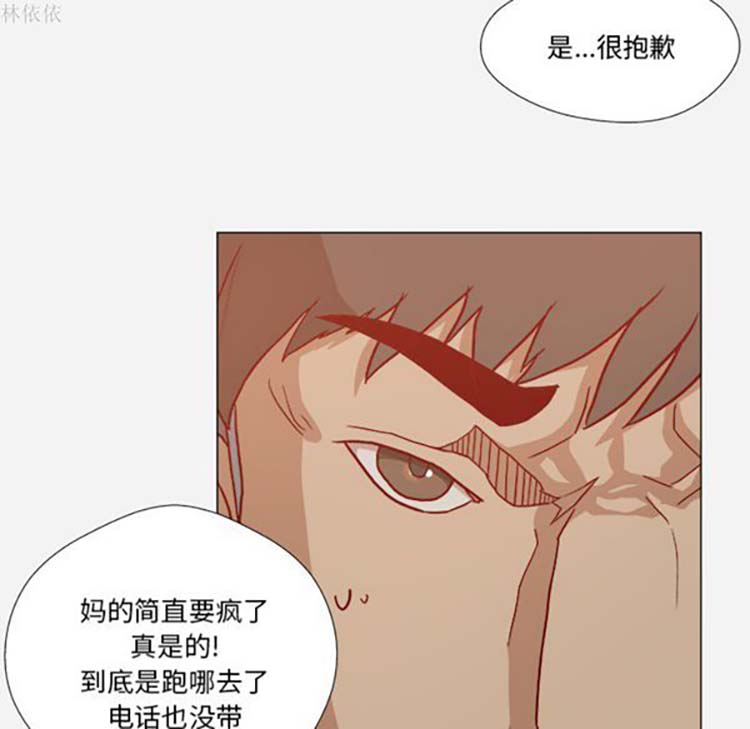 林依依
是...很抱歉
妈的简直要疯了
真是的!
到底是跑哪去了
电话也没带